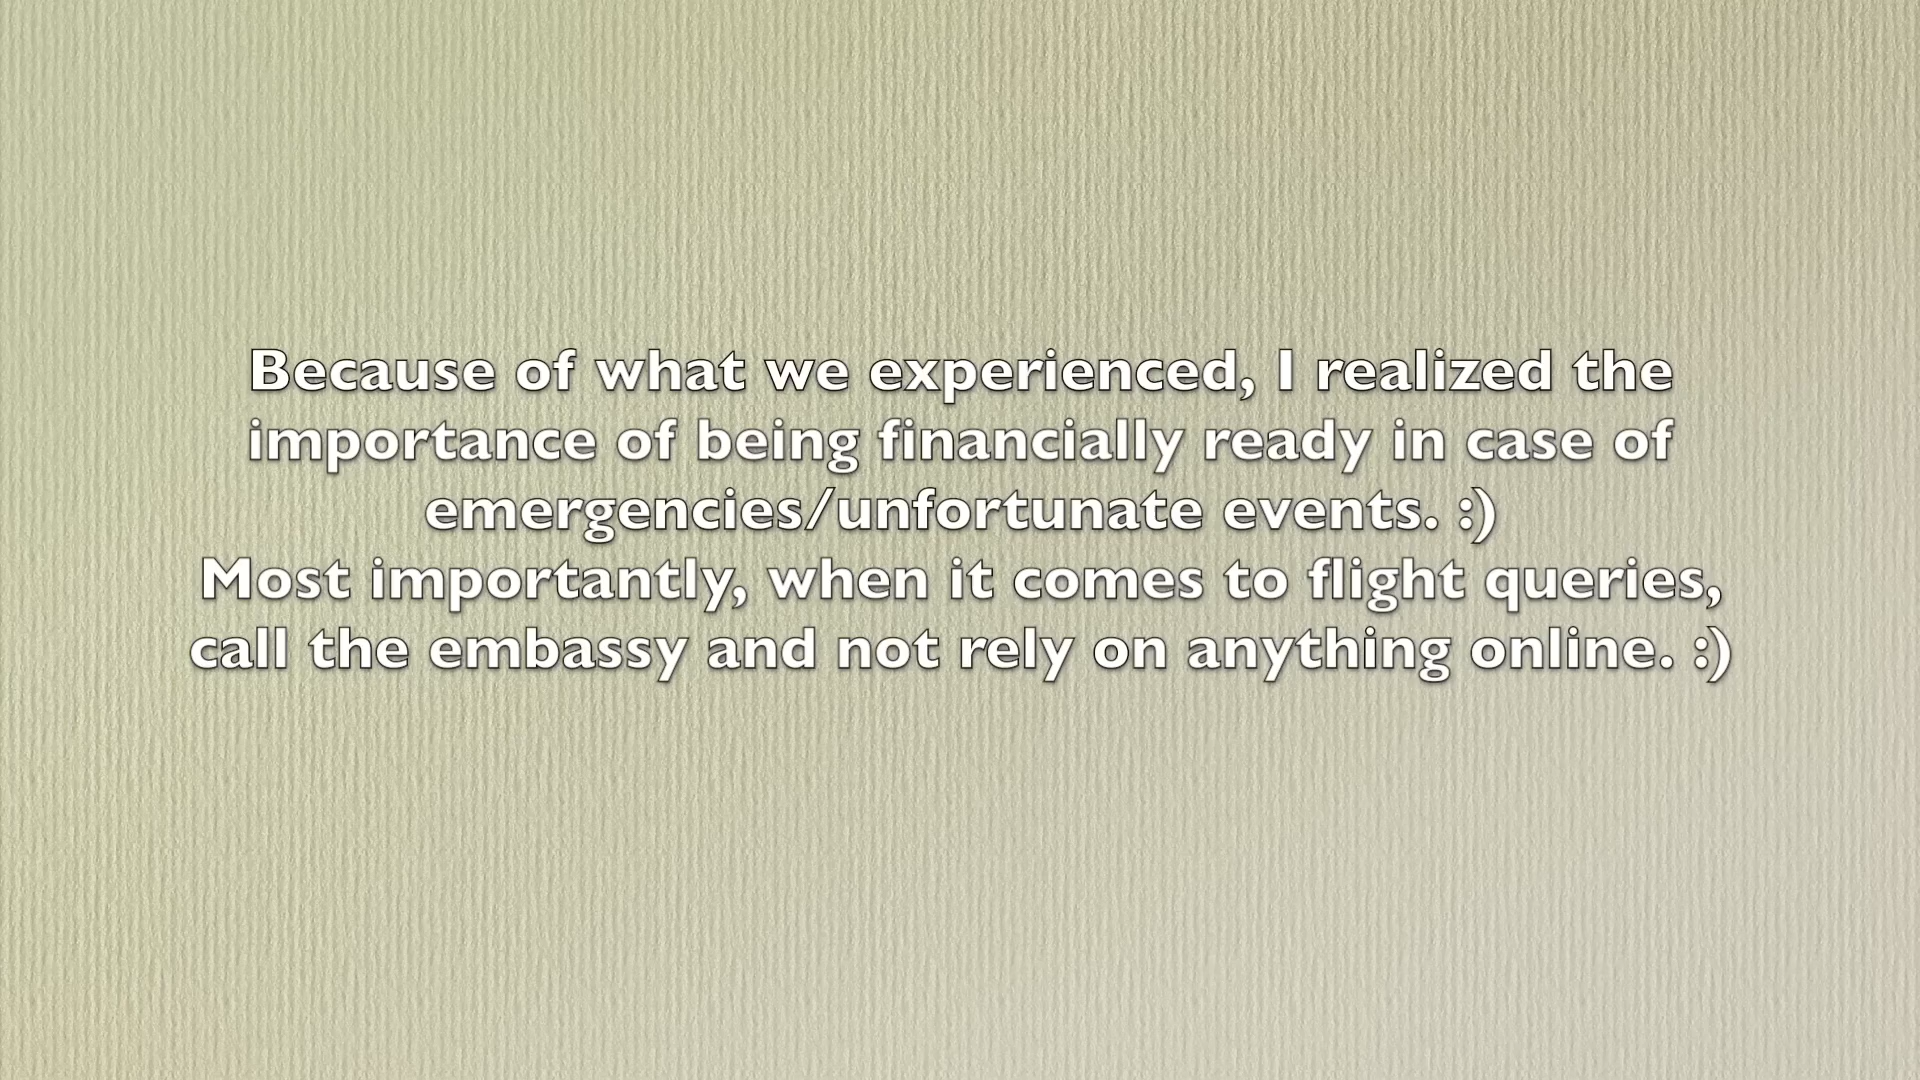 Because of what we experienced, I realized the
importance of being financially ready in case of
emergencies/unfortunate events. :)
Most importantly, when it comes to flight queries,
call the embassy and not rely on anything online. :)